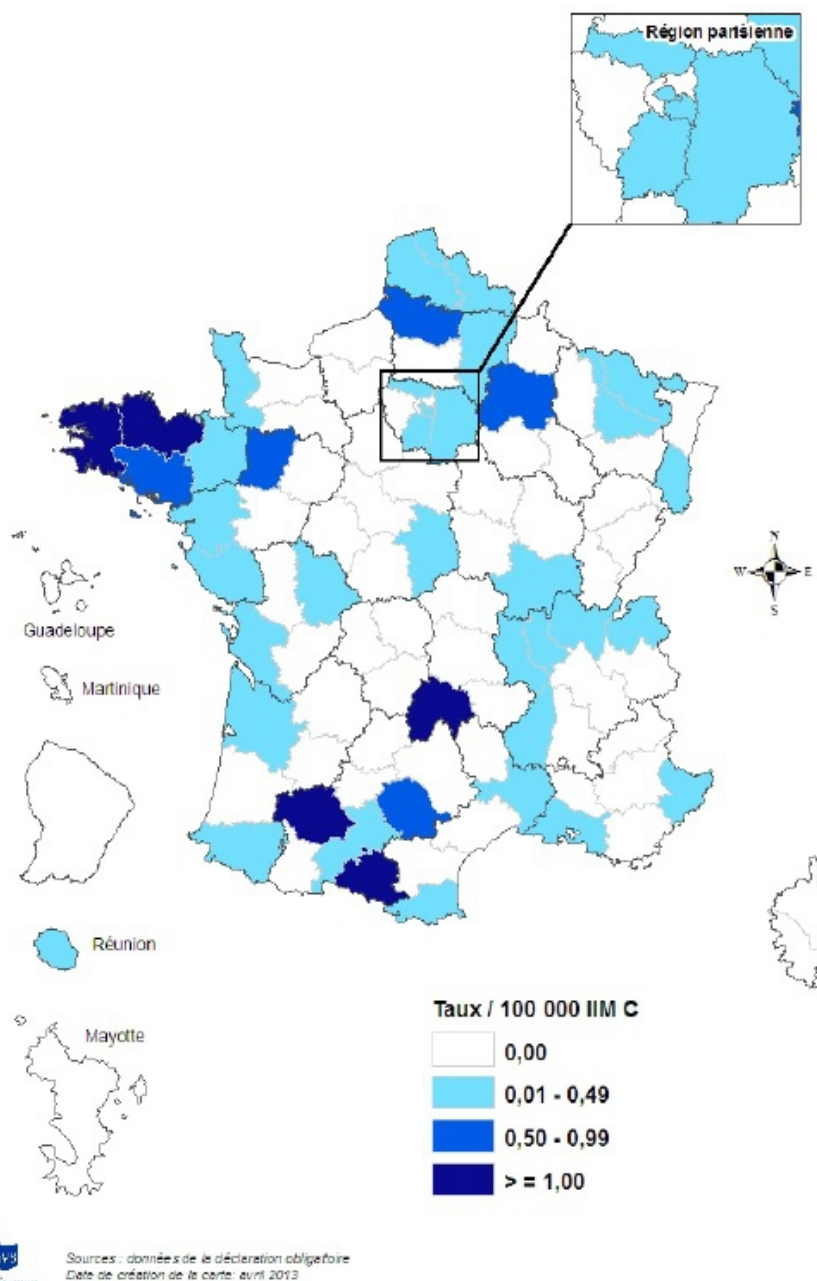 Région parisienne
N
W E
S
Guadeloupe
Martinique
Réunion
Mayotte
Taux / 100 000 IIM C
0,00
0,01 - 0,49
0,50 - 0,99
> = 1,00
Sources : données de la déclaration obligatoire
Date de création de la carte: avril 2013